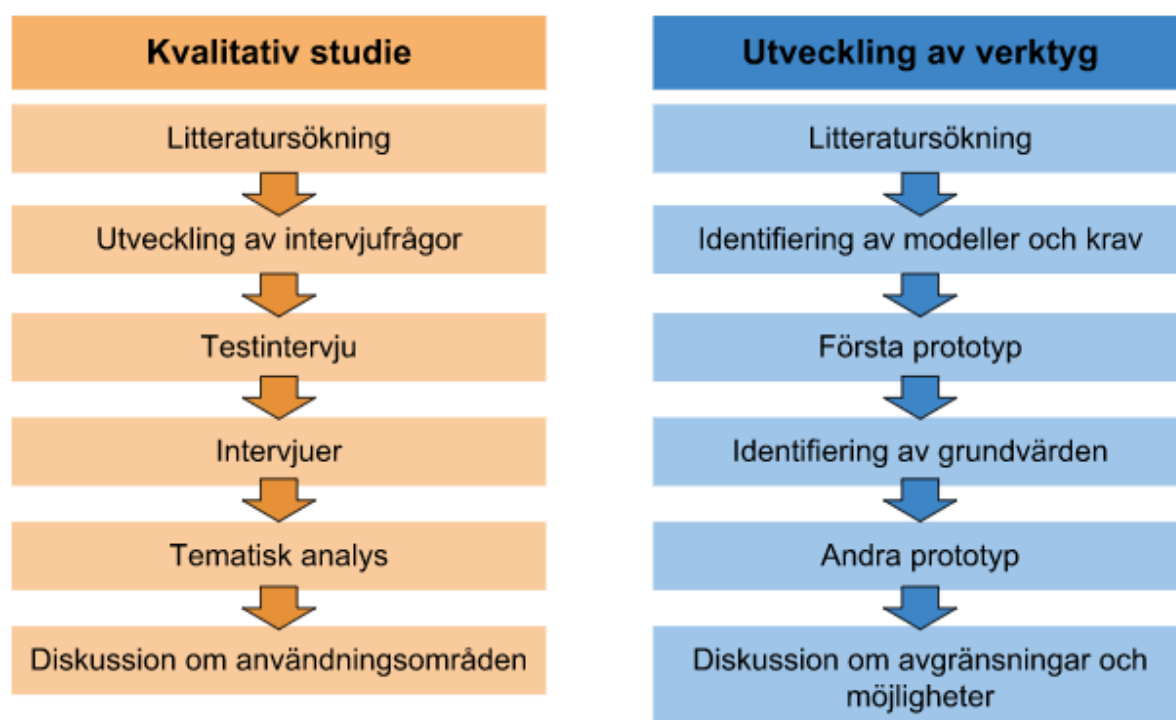 Kvalitativ studie
Litteratursökning
Utveckling av intervjufrågor
Testintervju
Intervjuer
Tematisk analys
Diskussion om användningsområden
Utveckling av verktyg
Litteratursökning
Identifiering av modeller och krav
Första prototyp
Identifiering av grundvärden
Andra prototyp
Diskussion om avgränsningar och
möjligheter